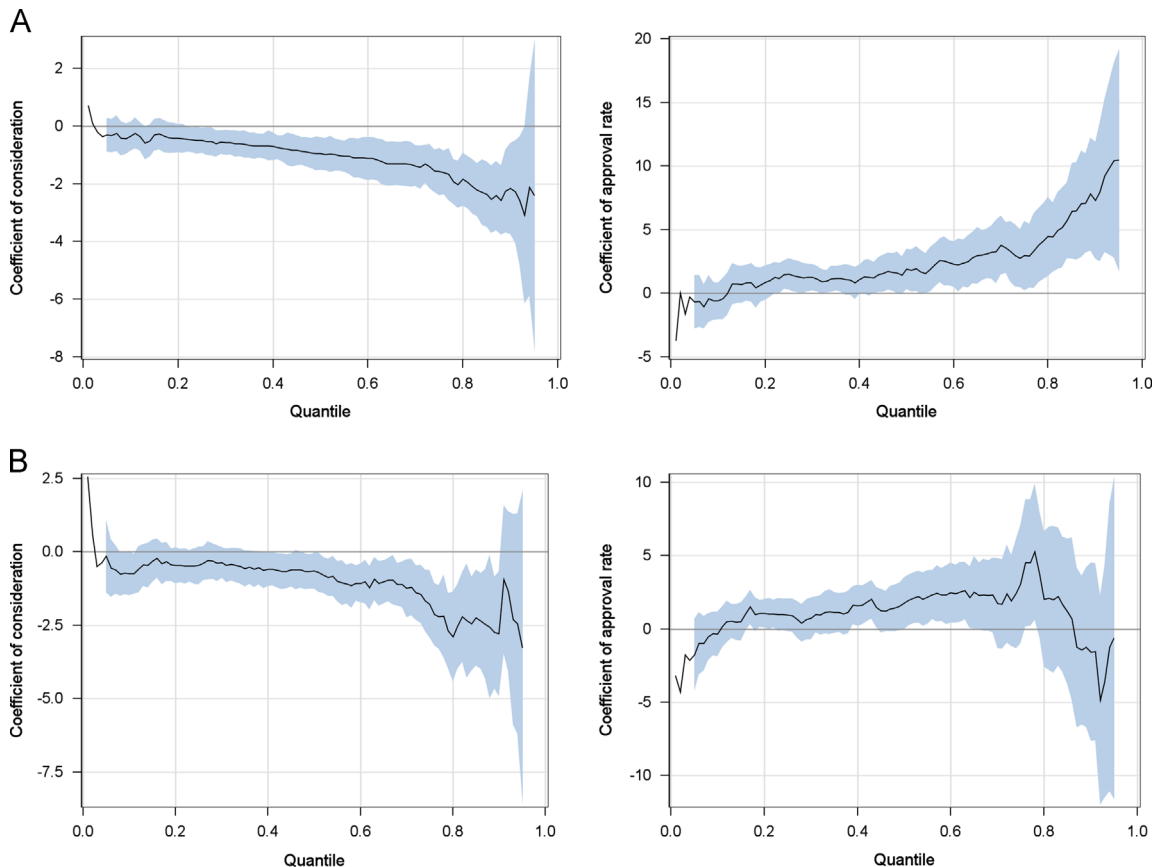 A
Coefficient of consideration
2
0
-2
-4
-6
-8
0.0 0.2 0.4 0.6 0.8 1.0
Quantile
Coefficient of approval rate
20
15
10
5
0
-5
0.0 0.2 0.4 0.6 0.8 1.0
Quantile
B
Coefficient of consideration
2.5
0.0
-2.5
-5.0
-7.5
0.0 0.2 0.4 0.6 0.8 1.0
Quantile
Coefficient of approval rate
10
5
0
-5
-10
0.0 0.2 0.4 0.6 0.8 1.0
Quantile